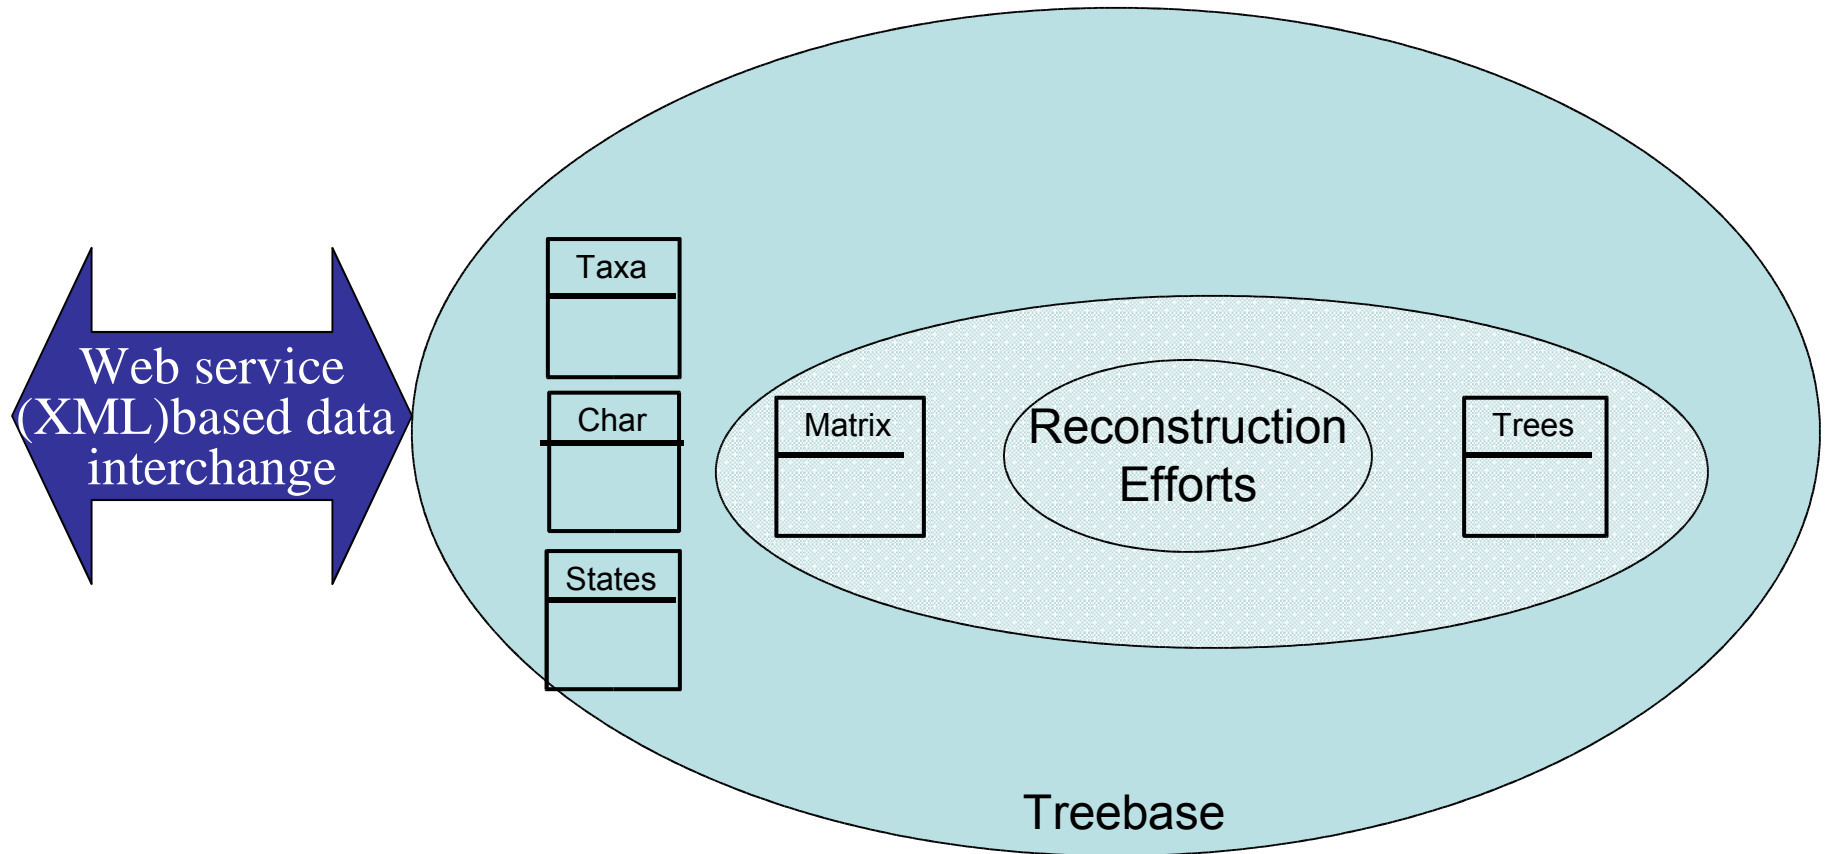 Web service
(XML)based data
interchange
Taxa
Char
States
Matrix
Reconstruction
Efforts
Trees
Treebase